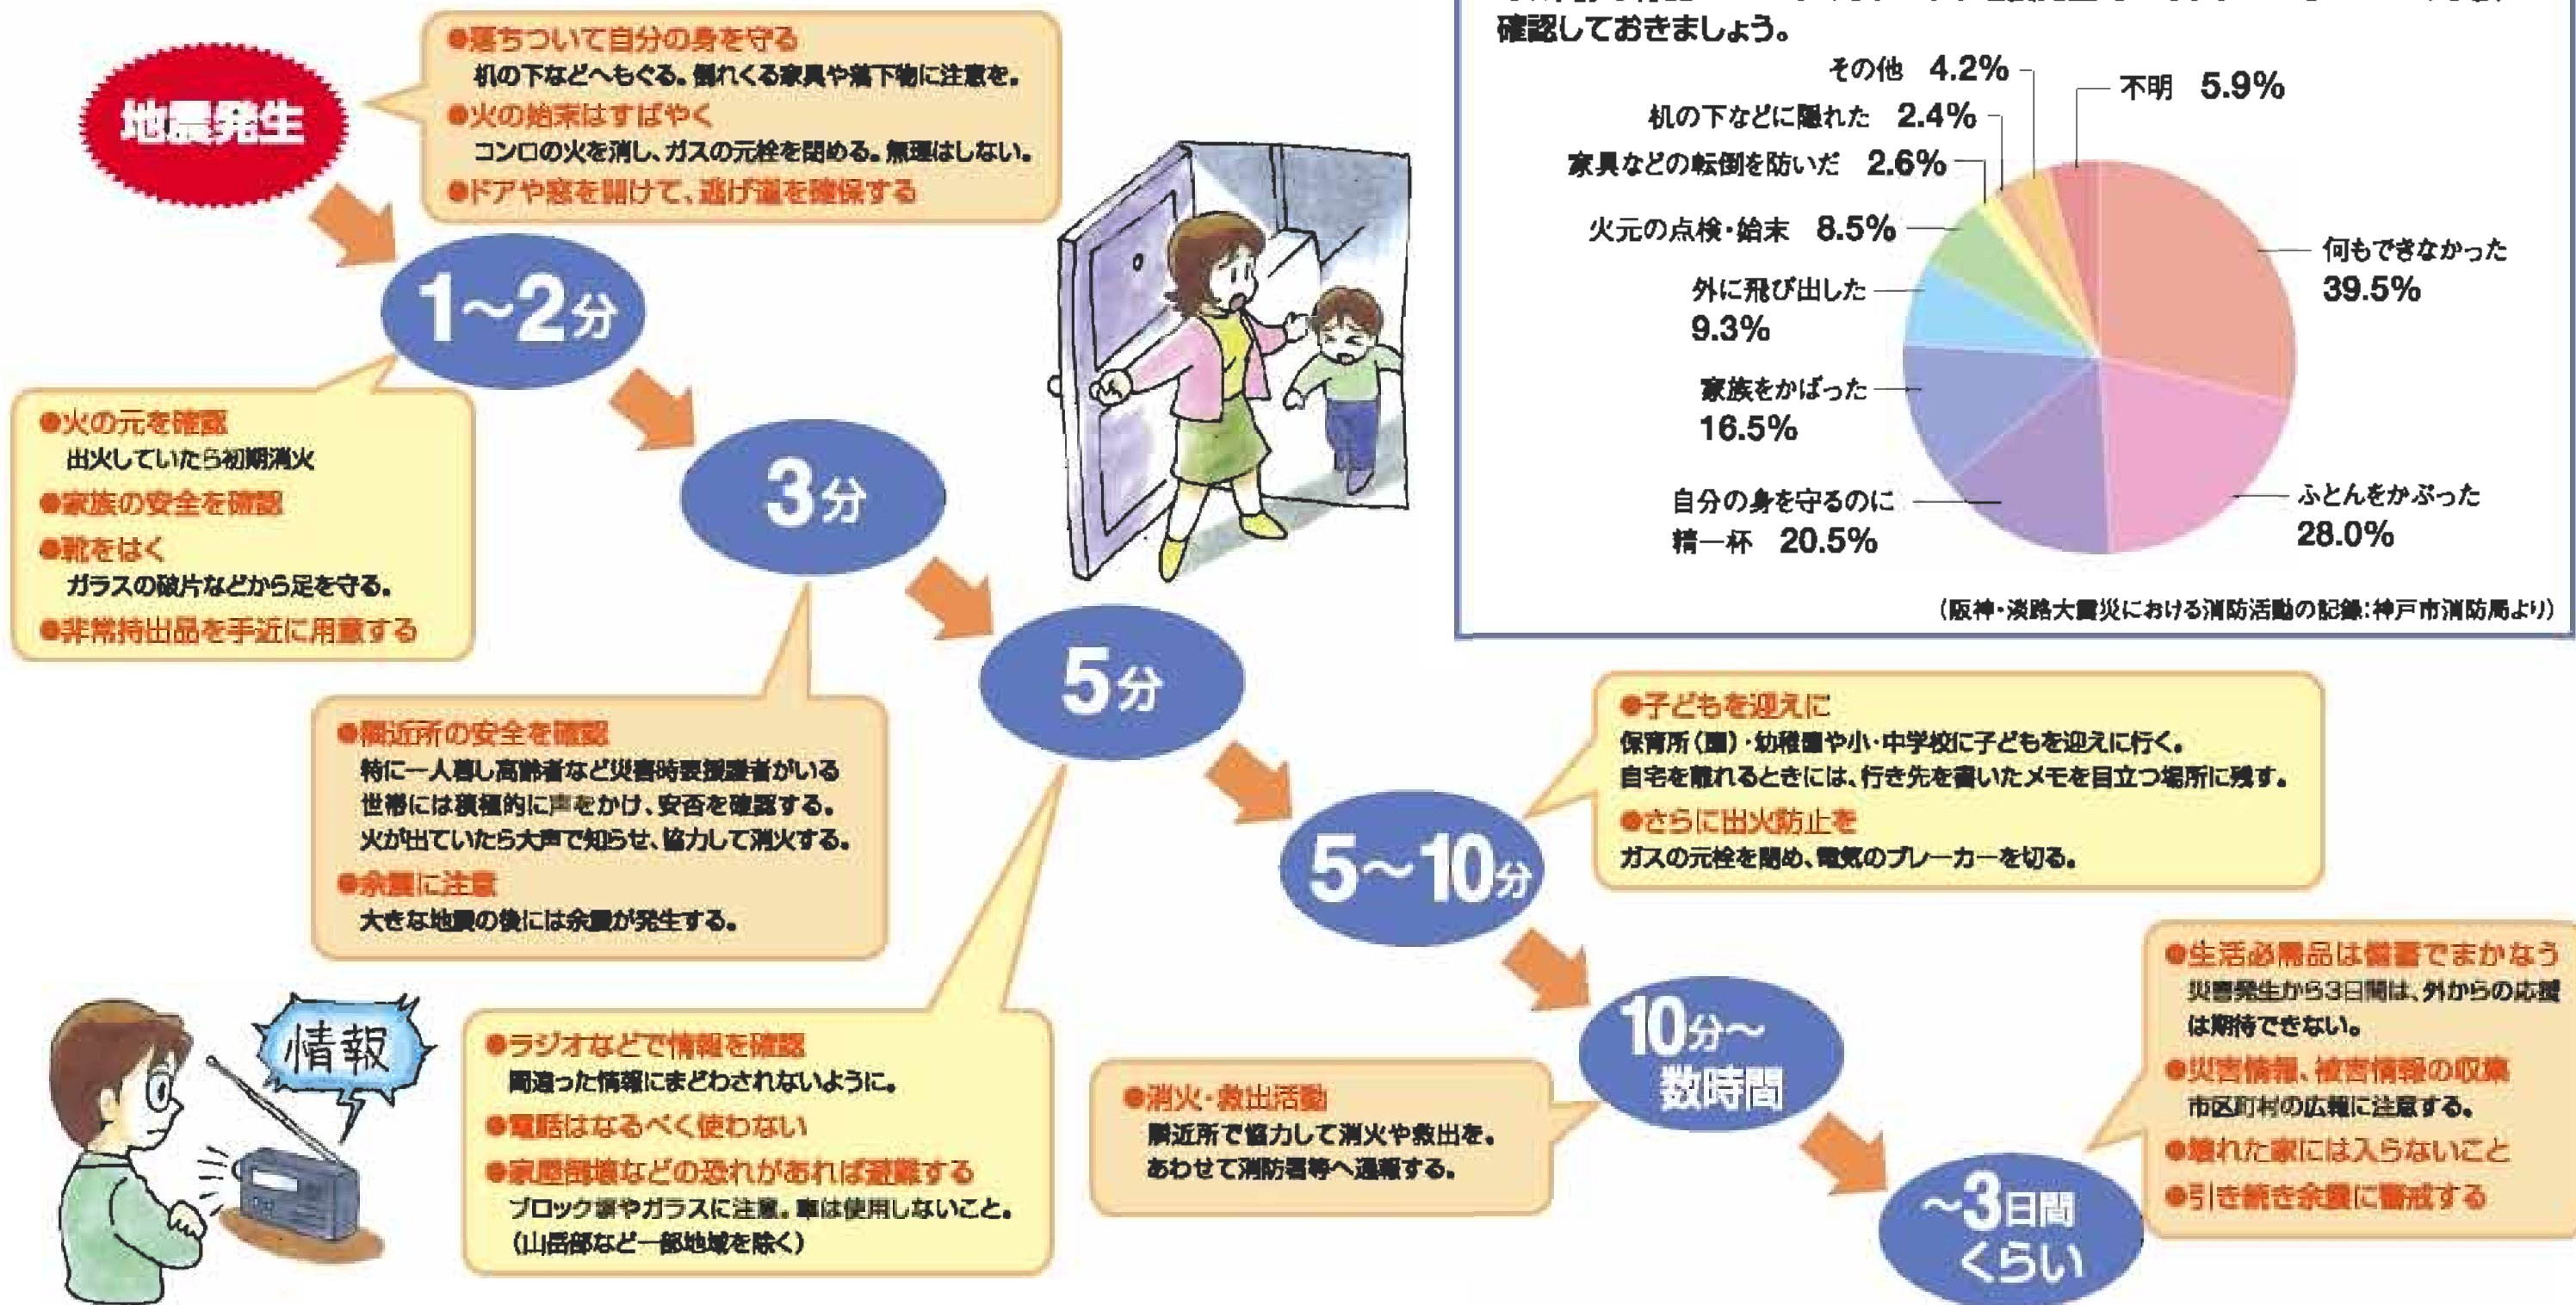 地震発生
●落ちついて自分の身を守る
机の下などへもぐる。倒れくる家具や落下物に注意を。
●火の始末はすばやく
コンロの火を消し、ガスの元栓を閉める。無理はしない。
●ドアや窓を開けて、逃げ道を確保する
1〜2分
●火の元を確認
出火していたら初期消火
●家族の安全を確認
●靴をはく
ガラスの破片などから足を守る。
●非常持出品を手近に用意する
3分
●隣近所の安全を確認
特に一人暮し高齢者など災害時要援護者がいる
世帯には積極的に声をかけ、安否を確認する。
火が出ていたら大声で知らせ、協力して消火する。
●余震に注意
大きな地震の後には余震が発生する。
5分
●ラジオなどで情報を確認
間違った情報にまどわされないように。
●電話はなるべく使わない
●家屋倒壊などの恐れがあれば避難する
ブロック塀やガラスに注意。車は使用しないこと。
(山岳部など一部地域を除く)
情報
5〜10分
●子どもを迎えに
保育所(園)・幼稚園や小・中学校に子どもを迎えに行く。
自宅を離れるときには、行き先を書いたメモを目立つ場所に残す。
●さらに出火防止を
ガスの元栓を閉め、電気のブレーカーを切る。
10分〜
数時間
●消火・救出活動
隣近所で協力して消火や救出を。
あわせて消防署等へ通報する。
〜3日間
くらい
●生活必需品は備蓄でまかなう
災害発生から3日間は、外からの応援
は期待できない。
●災害情報、被害情報の収集
市区町村の広報に注意する。
●壊れた家には入らないこと
●引き続き余震に警戒する
確認しておきましょう。
その他 4.2%
不明 5.9%
机の下などに隠れた 2.4%
家具などの転倒を防いだ 2.6%
火元の点検・始末 8.5%
外に飛び出した
9.3%
家族をかばった
16.5%
自分の身を守るのに
精一杯 20.5%
何もできなかった
39.5%
ふとんをかぶった
28.0%
(阪神・淡路大震災における消防活動の記録:神戸市消防局より)